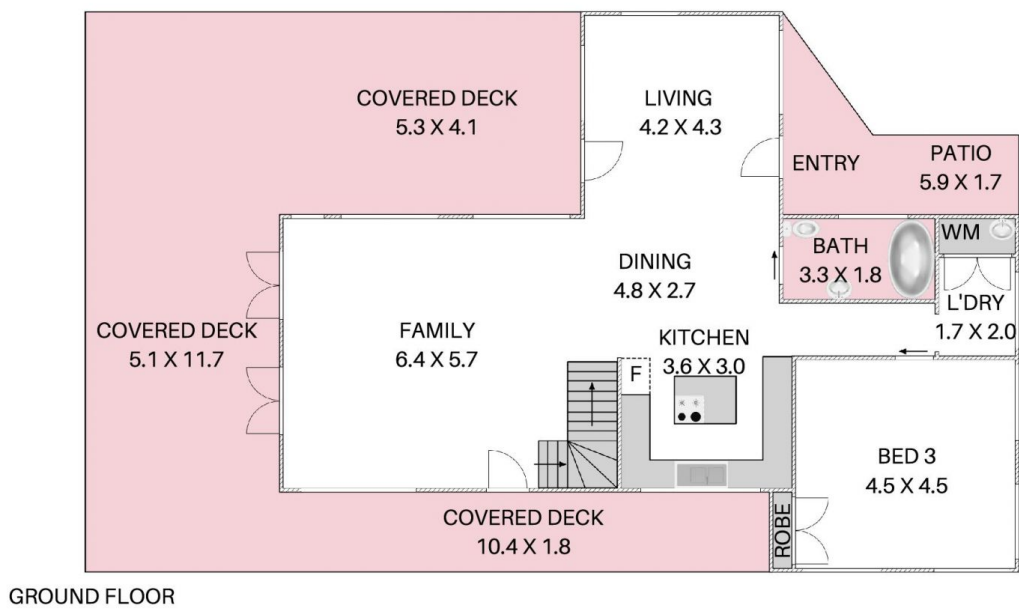 COVERED DECK
5.3 X 4.1
LIVING
4.2 X 4.3
ENTRY
PATIO
5.9 X 1.7
WM
BATH
3.3 X 1.8
DINING
4.8 X 2.7
L'DRY
1.7 X 2.0
COVERED DECK
5.1 X 11.7
FAMILY
6.4 X 5.7
KITCHEN
3.6 X 3.0
F
BED 3
4.5 X 4.5
COVERED DECK
10.4 X 1.8
ROBE
GROUND FLOOR